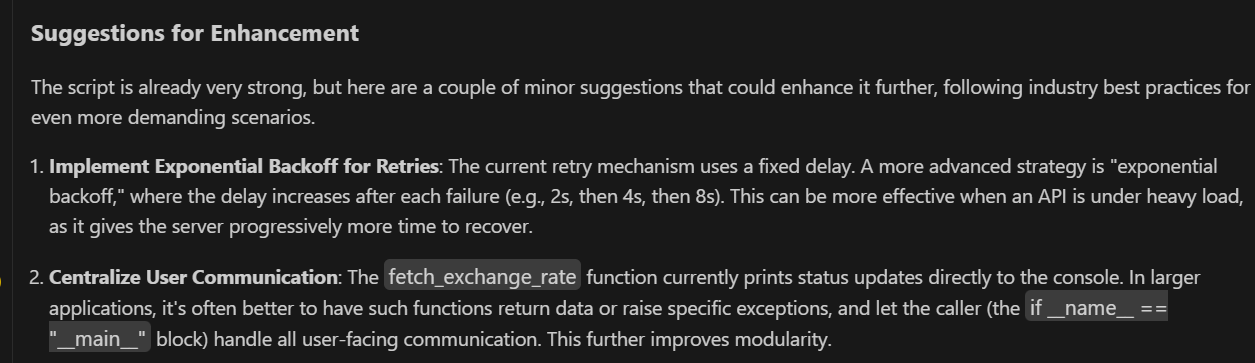 Suggestions for Enhancement
The script is already very strong, but here are a couple of minor suggestions that could enhance it further, following industry best practices for
even more demanding scenarios.
1. Implement Exponential Backoff for Retries: The current retry mechanism uses a fixed delay. A more advanced strategy is "exponential
backoff," where the delay increases after each failure (e.g., 2s, then 4s, then 8s). This can be more effective when an API is under heavy load,
as it gives the server progressively more time to recover.
2. Centralize User Communication: The fetch_exchange_rate function currently prints status updates directly to the console. In larger
applications, it's often better to have such functions return data or raise specific exceptions, and let the caller (the if __name__ ==
"__main__" block) handle all user-facing communication. This further improves modularity.